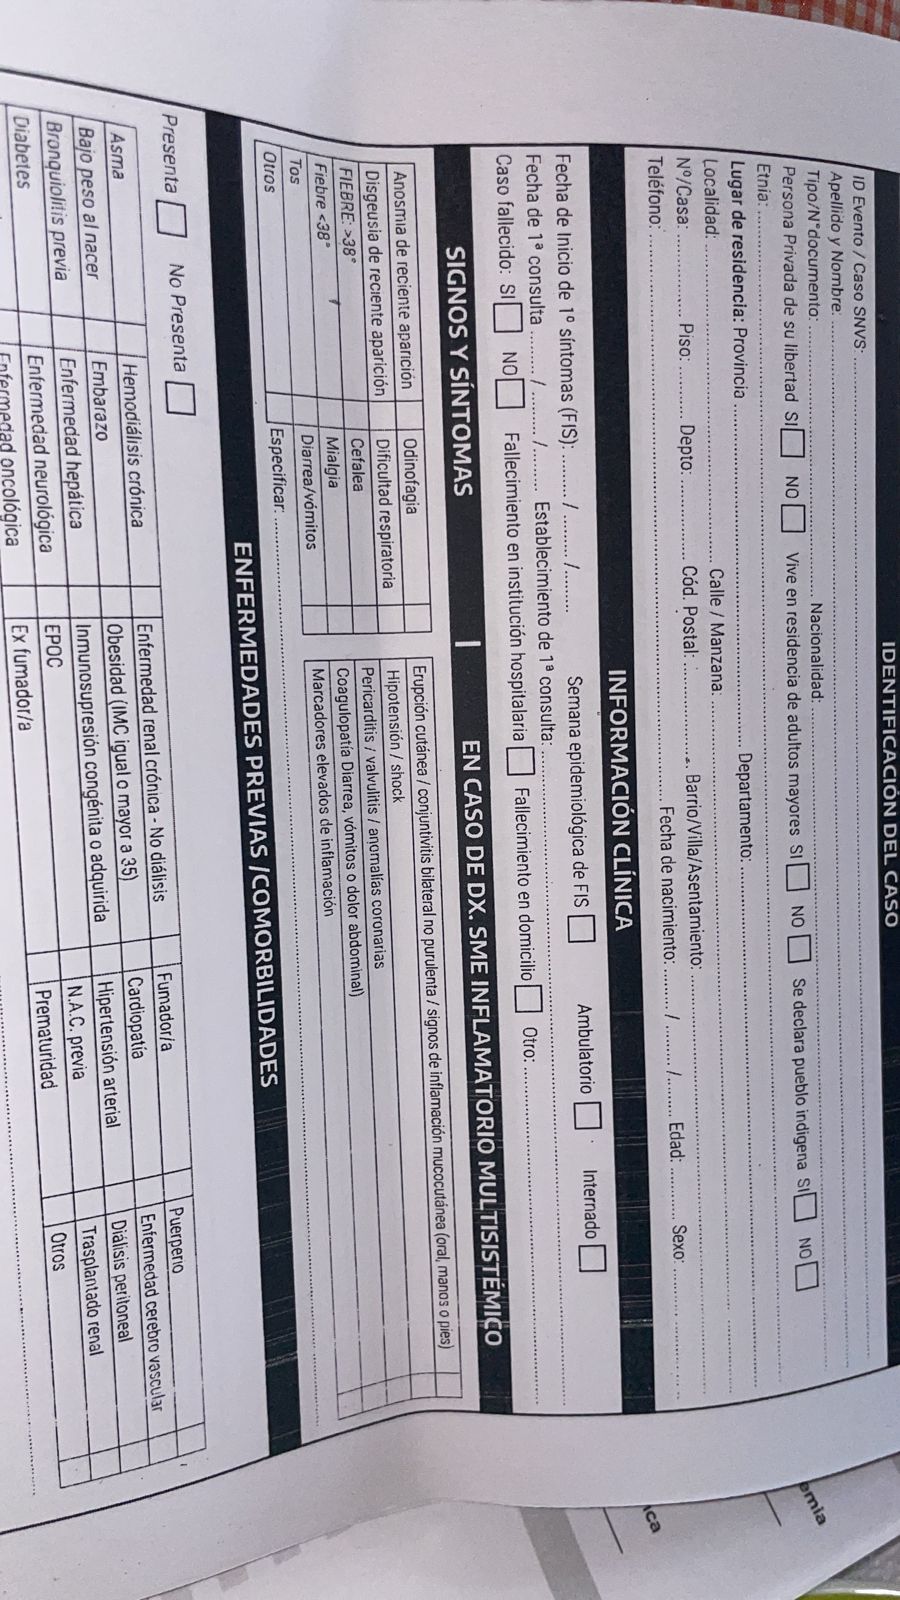 IDENTIFICACIÓN DEL CASO
ID Evento / Caso SNVS:
Apellido y Nombre:
Tipo/N°documento: Nacionalidad:
Persona Privada de su libertad SI NO Vive en residencia de adultos mayores SI NO Se declara pueblo indigena SI NO
Etnia:
Lugar de residencia: Provincia Departamento:
Localidad: Calle / Manzana:
Nº/Casa: Piso: Depto: Cód. Postal: Barrio/Villa/Asentamiento:
Teléfono: Fecha de nacimiento: / / Edad: Sexo:
INFORMACIÓN CLÍNICA
Fecha de Inicio de 1º síntomas (FIS): / / Semana epidemiológica de FIS Ambulatorio Internado
Fecha de 1ª consulta / / Establecimiento de 1ª consulta:
Caso fallecido: SI NO Fallecimiento en institución hospitalaria Fallecimiento en domicilio Otro:
SIGNOS Y SÍNTOMAS | EN CASO DE DX. SME INFLAMATORIO MULTISISTÉMICO
Anosmia de reciente aparición Odinofagia Erupción cutánea / conjuntivitis bilateral no purulenta / signos de inflamación mucocutánea (oral, manos o pies)
Disgeusia de reciente aparición Dificultad respiratoria Hipotensión / shock
FIEBRE: >38° Cefalea Pericarditis / valvulitis / anomalías coronarias
Fiebre <38° Mialgia Coagulopatía Diarrea, vómitos o dolor abdominal)
Tos Diarrea/vómitos Marcadores elevados de inflamación
Otros Especificar:
ENFERMEDADES PREVIAS /COMORBILIDADES
Presenta No Presenta
Asma Hemodiálisis crónica Enfermedad renal crónica - No diálisis Fumador/a Puerperio
Bajo peso al nacer Embarazo Obesidad (IMC igual o mayor a 35) Cardiopatía Enfermedad cerebro vascular
Bronquiolitis previa Enfermedad hepática Inmunosupresión congénita o adquirida Hipertensión arterial Diálisis peritoneal
Diabetes Enfermedad neurológica EPOC N.A.C. previa Trasplantado renal
Enfermedad oncológica Ex fumador/a Prematuridad Otros
emia
ica